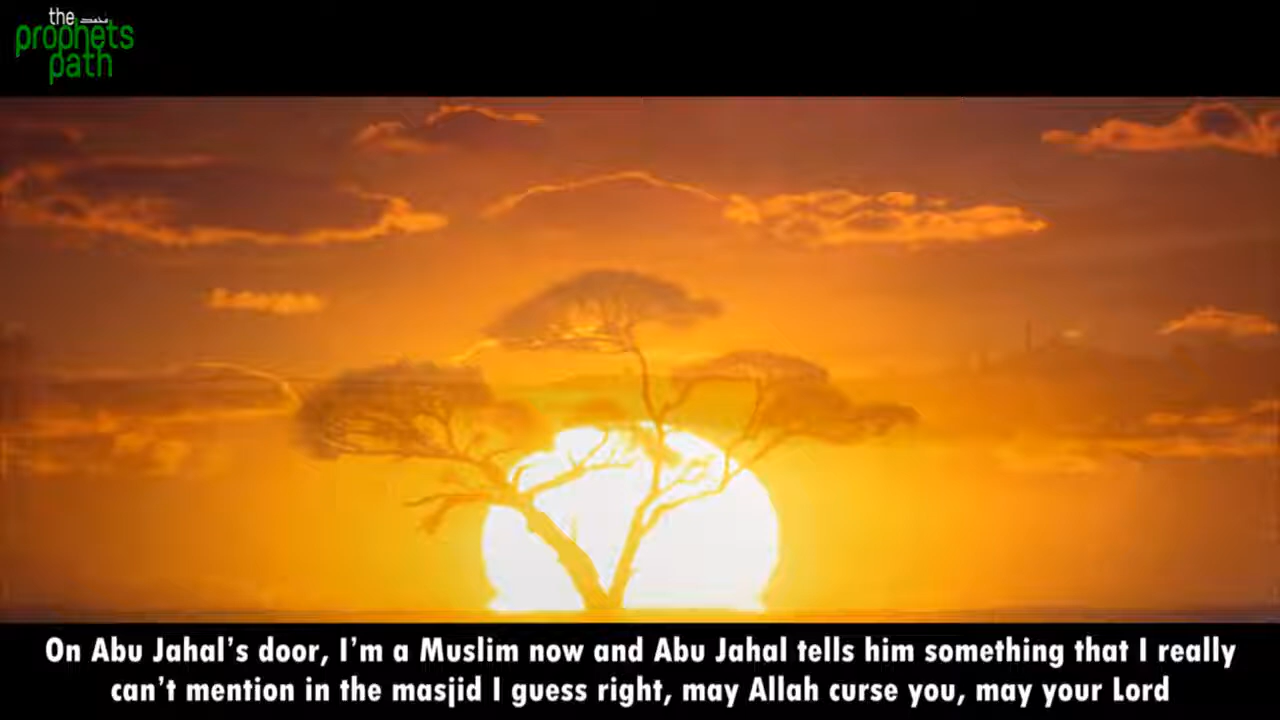 the محمد
prophets
path
On Abu Jahal's door, I'm a Muslim now and Abu Jahal tells him something that I really
can't mention in the masjid I guess right, may Allah curse you, may your Lord